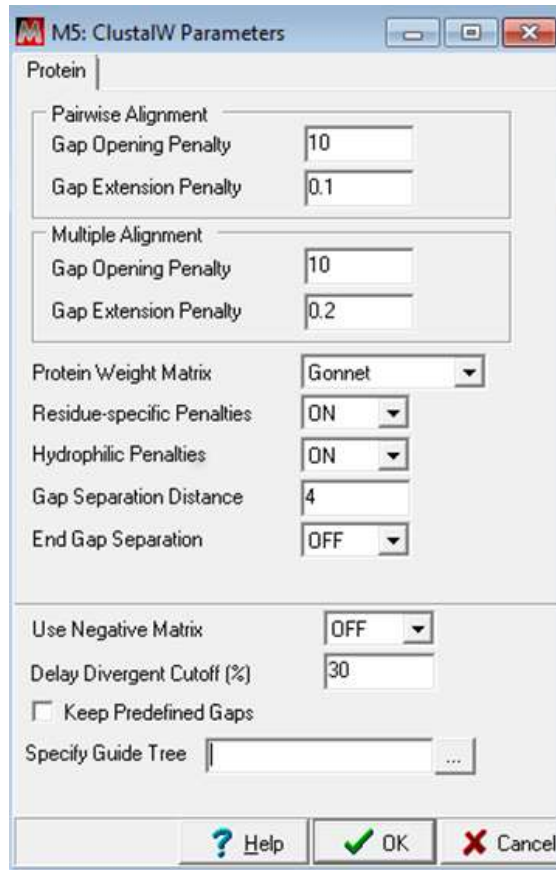 M5: ClustalW Parameters
Protein
Pairwise Alignment
Gap Opening Penalty 10
Gap Extension Penalty 0.1
Multiple Alignment
Gap Opening Penalty 10
Gap Extension Penalty 0.2
Protein Weight Matrix Gonnet
Residue-specific Penalties ON
Hydrophilic Penalties ON
Gap Separation Distance 4
End Gap Separation OFF
Use Negative Matrix OFF
Delay Divergent Cutoff (%) 30
Keep Predefined Gaps
Specify Guide Tree ...
? Help OK Cancel